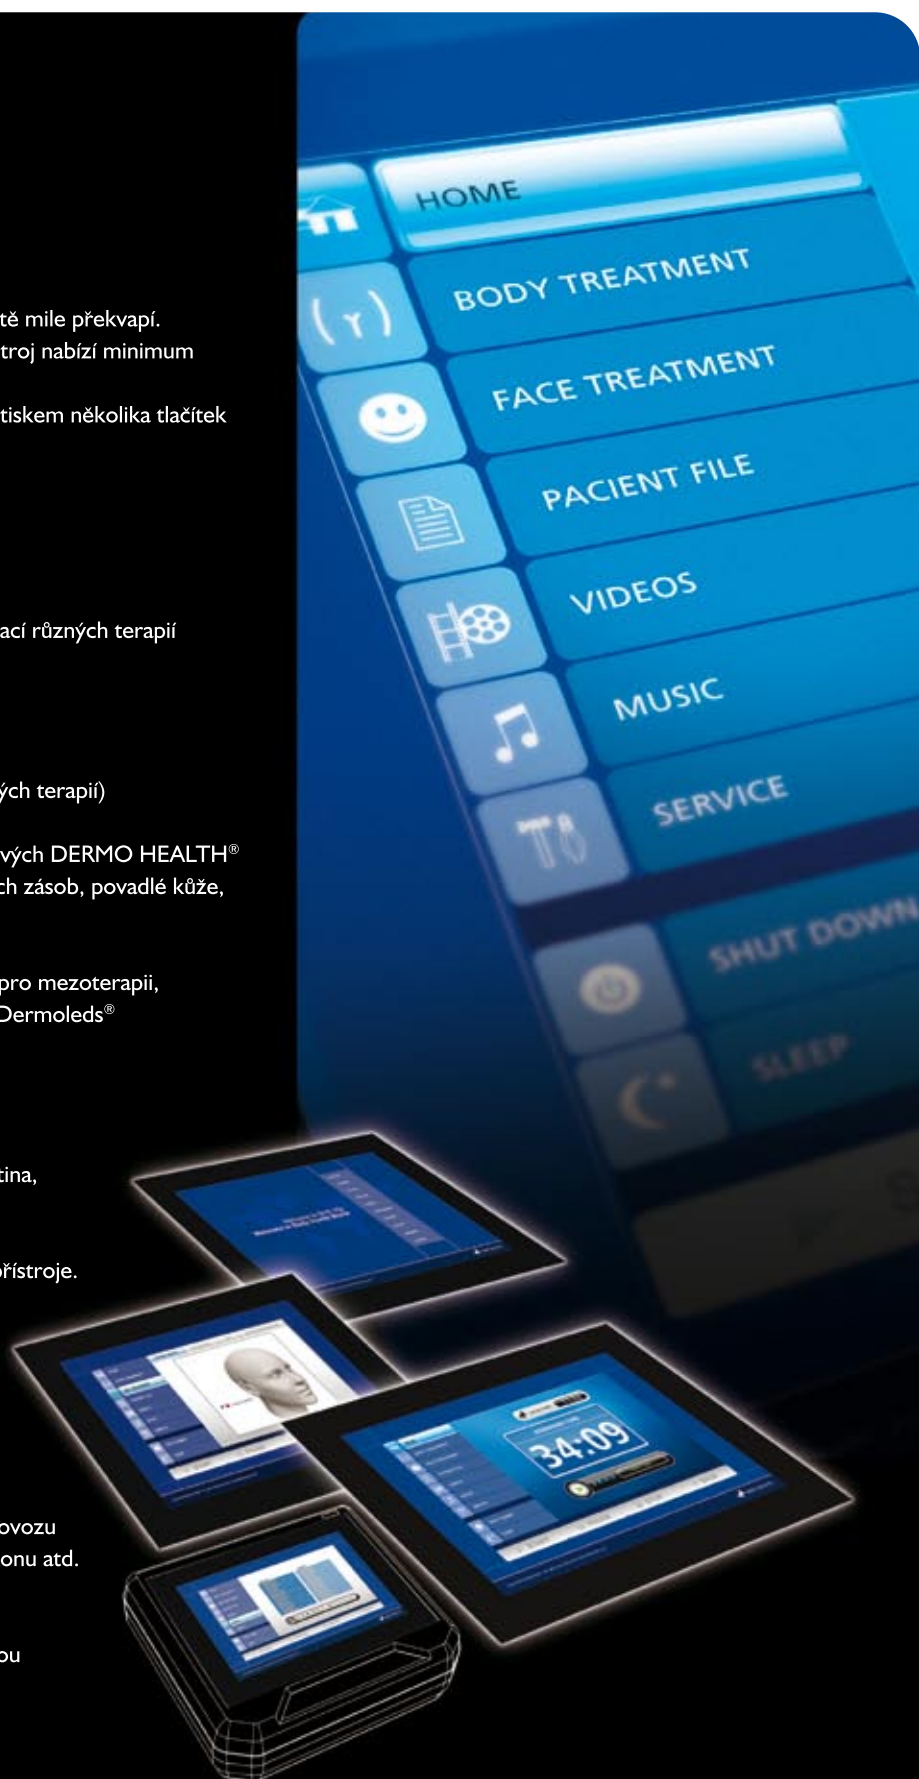 HOME
BODY TREATMENT
FACE TREATMENT
PACIENT FILE
VIDEOS
MUSIC
SERVICE
SHUT DOWN
SLEEP
tě mile překvapí.
troj nabízí minimum
tiskem několika tlačítek
ací různých terapií
ých terapií)
vých DERMO HEALTH®
ch zásob, povadlé kůže,
pro mezoterapii,
Dermoleds®
tina,
přístroje.
ovozu
onu atd.
ou
34:09